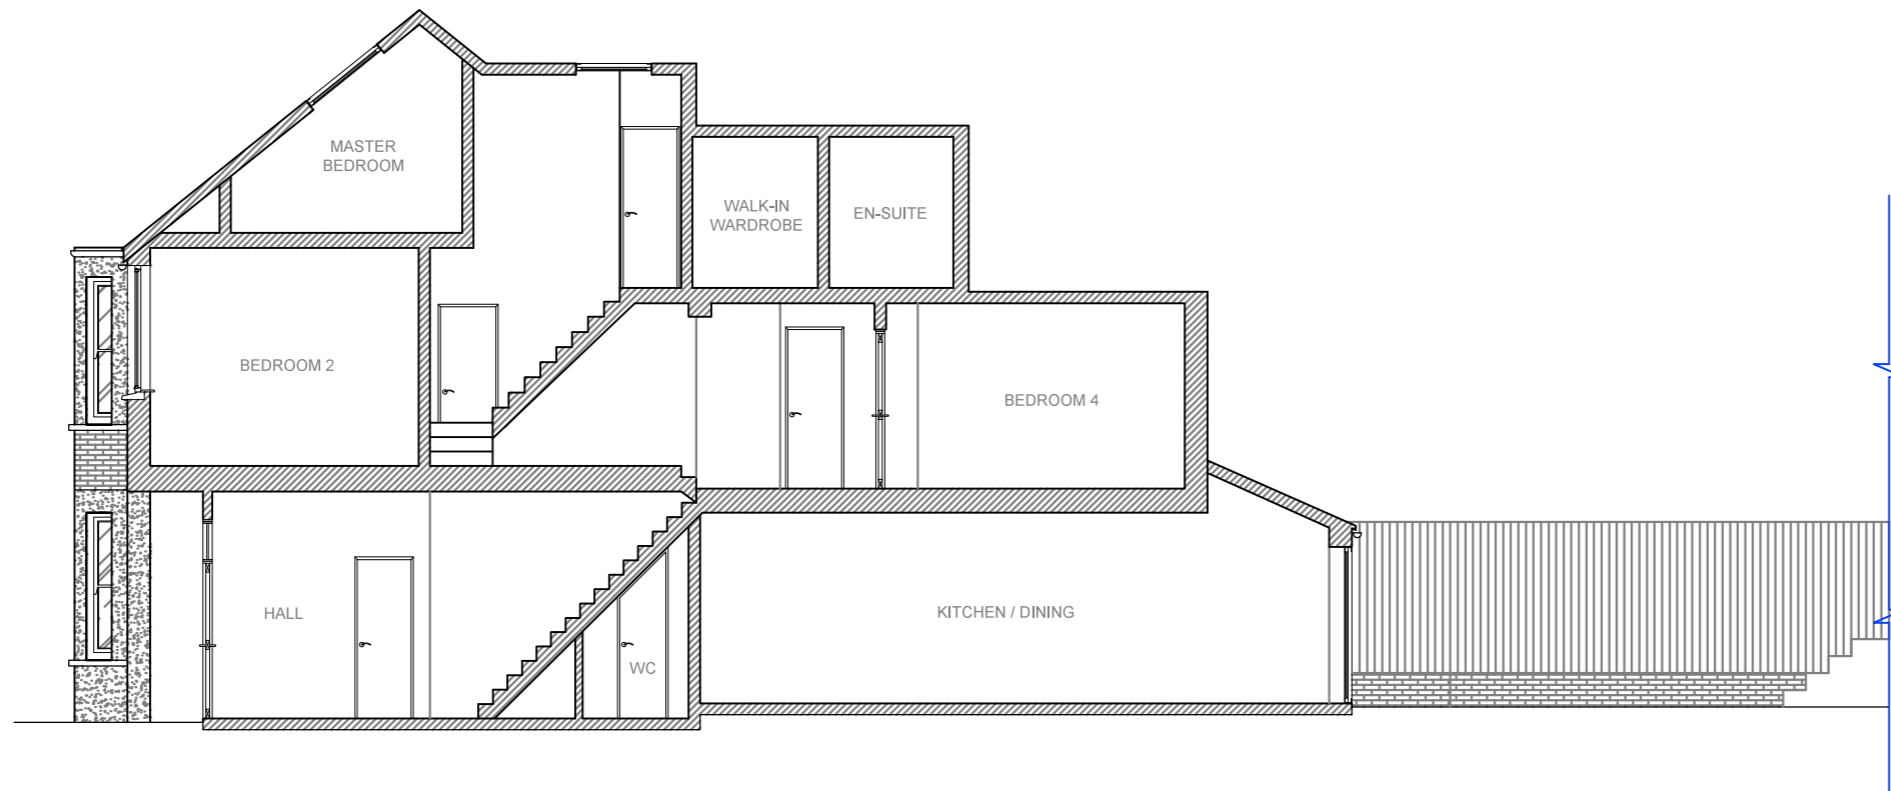 MASTER
BEDROOM
WALK-IN
WARDROBE
EN-SUITE
BEDROOM 2
BEDROOM 4
HALL
KITCHEN / DINING
WC